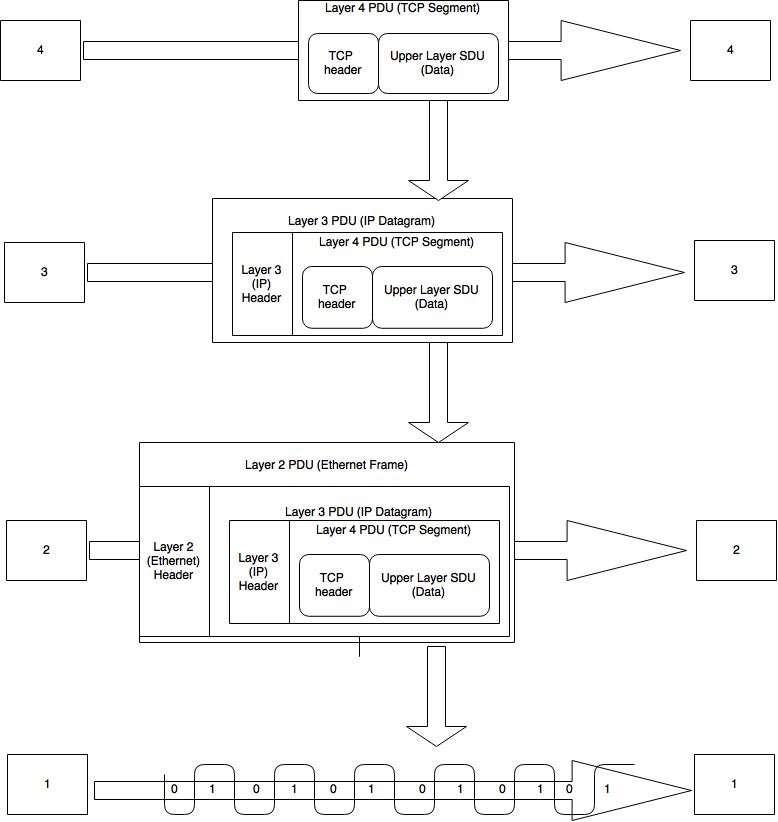 Layer 4 PDU (TCP Segment)
4
TCP
header
Upper Layer SDU
(Data)
4
Layer 3 PDU (IP Datagram)
Layer 4 PDU (TCP Segment)
3
Layer 3
(IP)
Header
TCP
header
Upper Layer SDU
(Data)
3
Layer 2 PDU (Ethernet Frame)
Layer 3 PDU (IP Datagram)
Layer 4 PDU (TCP Segment)
2
Layer 2
(Ethernet)
Header
Layer 3
(IP)
Header
TCP
header
Upper Layer SDU
(Data)
2
1
0 1 0 1 0 1 0 1 0 1 0 1
1